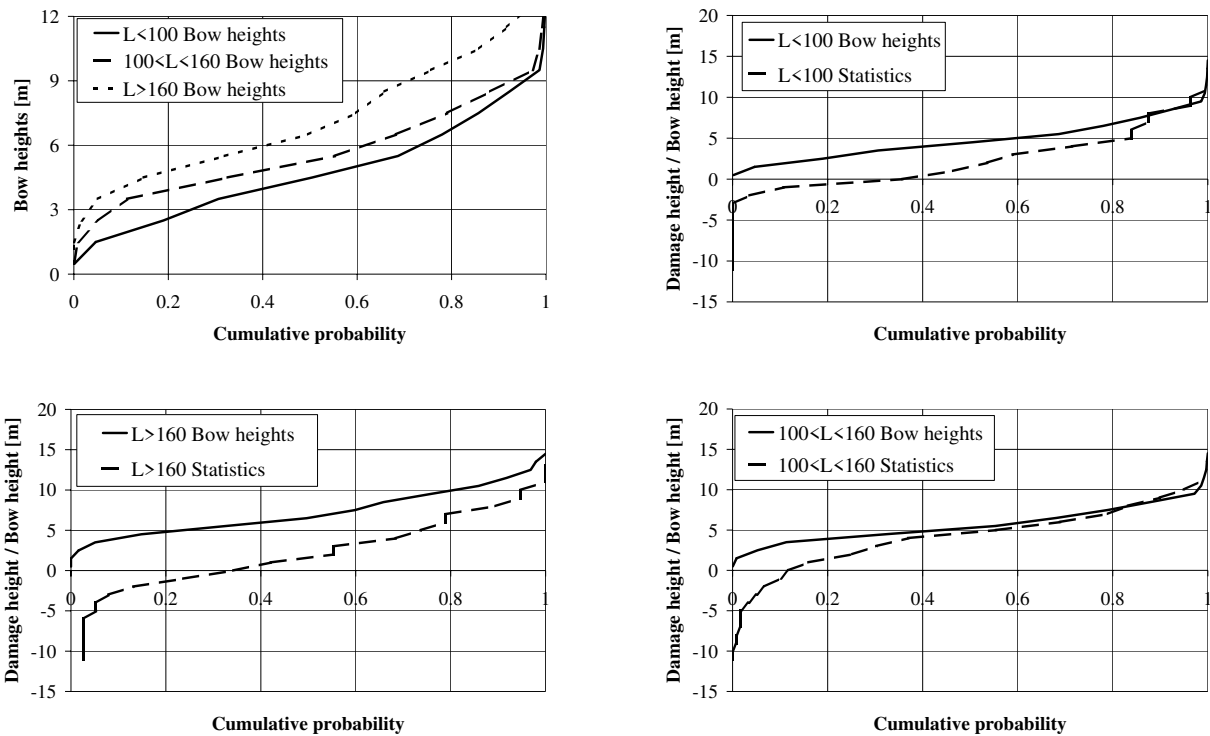 12
9
6
3
0
Bow heights [m]
L<100 Bow heights
100<L<160 Bow heights
L>160 Bow heights
0 0.2 0.4 0.6 0.8 1
Cumulative probability
20
15
10
5
0
-5
-10
-15
Damage height / Bow height [m]
L<100 Bow heights
L<100 Statistics
0 0.2 0.4 0.6 0.8 1
Cumulative probability
20
15
10
5
0
-5
-10
-15
Damage height / Bow height [m]
L>160 Bow heights
L>160 Statistics
0 0.2 0.4 0.6 0.8 1
Cumulative probability
20
15
10
5
0
-5
-10
-15
Damage height / Bow height [m]
100<L<160 Bow heights
100<L<160 Statistics
0 0.2 0.4 0.6 0.8 1
Cumulative probability